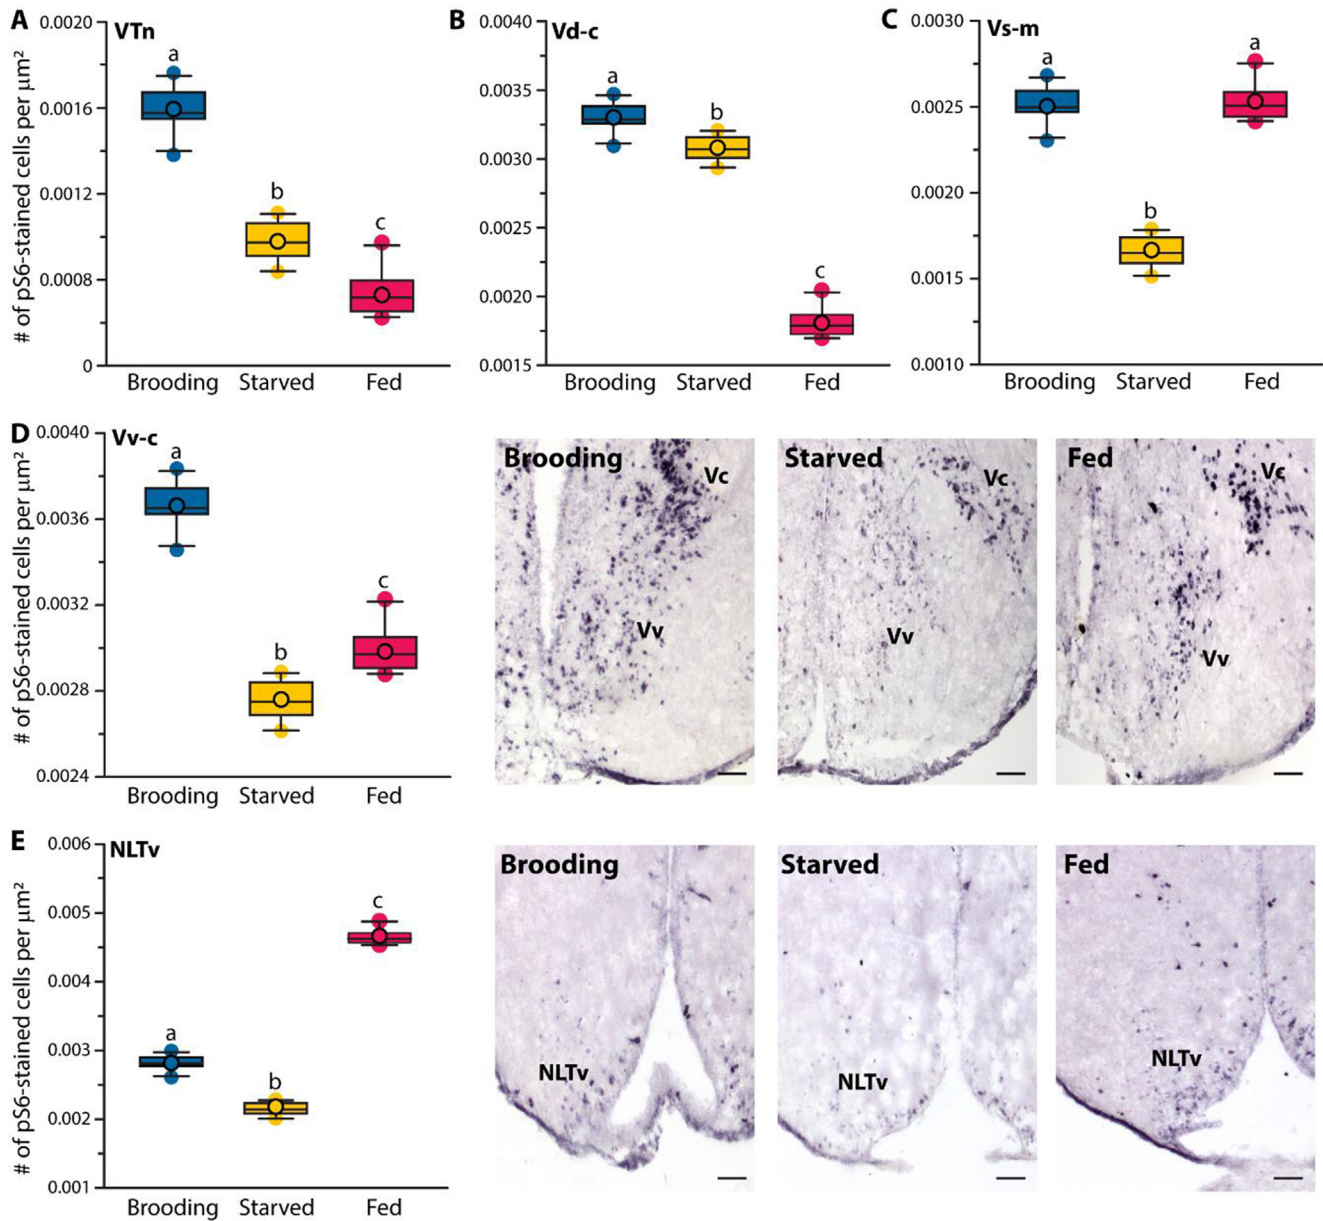 A
VTn
# of pS6-stained cells per µm²
0.0020
0.0016
0.0012
0.0008
0
a
b
c
Brooding Starved Fed
B
Vd-c
0.0040
0.0035
0.0030
0.0025
0.0020
0.0015
a
b
c
Brooding Starved Fed
C
Vs-m
0.0030
0.0025
0.0020
0.0015
0.0010
a
b
a
Brooding Starved Fed
D
Vv-c
# of pS6-stained cells per µm²
0.0040
0.0036
0.0032
0.0028
0.0024
a
b
c
Brooding Starved Fed
Brooding
Vc
Vv
Starved
Vc
Vv
Fed
Vc
Vv
E
NLTv
# of pS6-stained cells per µm²
0.006
0.005
0.004
0.003
0.002
0.001
a
b
c
Brooding Starved Fed
Brooding
NLTv
Starved
NLTv
Fed
NLTv